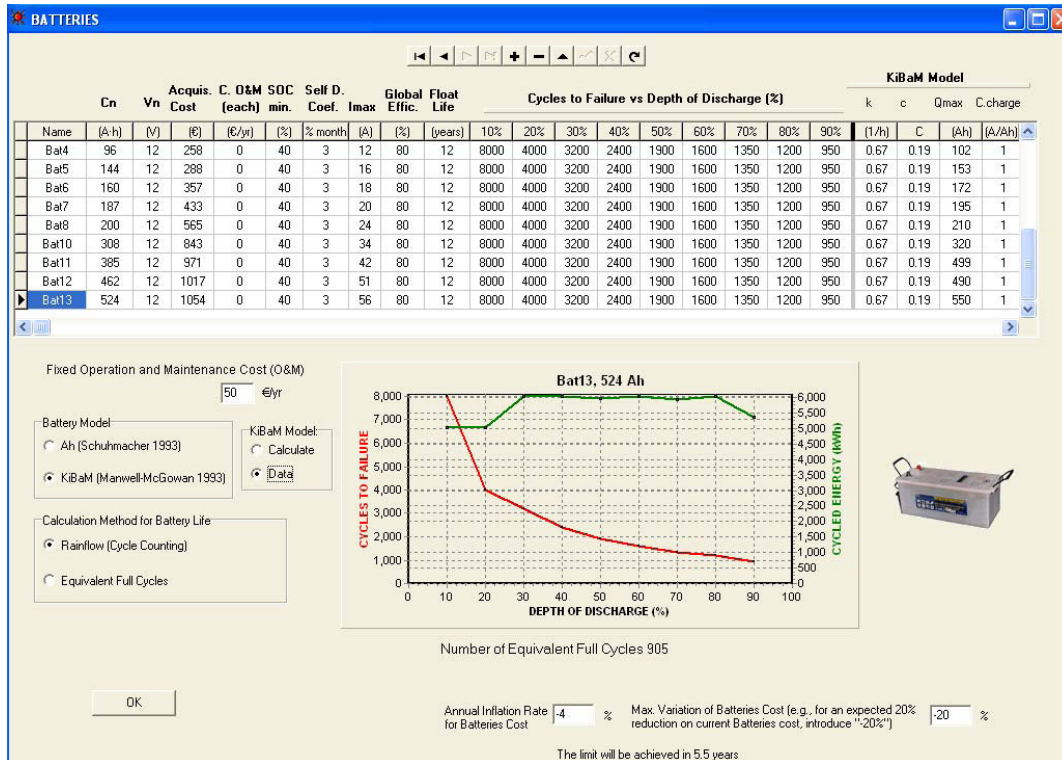 BATTERIES
KiBaM Model
Acquis. C. O&M SOC Self D. Global Float
Cn Vn Cost (each) min. Coef. Imax Effic. Life Cycles to Failure vs Depth of Discharge (%) k c Qmax C.charge
Name (A·h) (V) (€) (€/yr) (%) % month (A) (%) (years) 10% 20% 30% 40% 50% 60% 70% 80% 90% (1/h) C (Ah) (A/Ah)
Bat4 96 12 258 0 40 3 12 80 12 8000 4000 3200 2400 1900 1600 1350 1200 950 0.67 0.19 102 1
Bat5 144 12 288 0 40 3 16 80 12 8000 4000 3200 2400 1900 1600 1350 1200 950 0.67 0.19 153 1
Bat6 160 12 357 0 40 3 18 80 12 8000 4000 3200 2400 1900 1600 1350 1200 950 0.67 0.19 172 1
Bat7 187 12 433 0 40 3 20 80 12 8000 4000 3200 2400 1900 1600 1350 1200 950 0.67 0.19 195 1
Bat8 200 12 565 0 40 3 24 80 12 8000 4000 3200 2400 1900 1600 1350 1200 950 0.67 0.19 210 1
Bat10 308 12 843 0 40 3 34 80 12 8000 4000 3200 2400 1900 1600 1350 1200 950 0.67 0.19 320 1
Bat11 385 12 971 0 40 3 42 80 12 8000 4000 3200 2400 1900 1600 1350 1200 950 0.67 0.19 499 1
Bat12 462 12 1017 0 40 3 51 80 12 8000 4000 3200 2400 1900 1600 1350 1200 950 0.67 0.19 490 1
Bat13 524 12 1054 0 40 3 56 80 12 8000 4000 3200 2400 1900 1600 1350 1200 950 0.67 0.19 550 1
Fixed Operation and Maintenance Cost (O&M)
50 €/yr
Battery Model
Ah (Schuhmacher 1993)
KiBaM (Manwell-McGowan 1993)
KiBaM Model:
Calculate
Data
Calculation Method for Battery Life
Rainflow (Cycle Counting)
Equivalent Full Cycles
Bat13, 524 Ah
CYCLES TO FAILURE
8,000
7,000
6,000
5,000
4,000
3,000
2,000
1,000
0
CYCLED ENERGY (kWh)
6,000
5,500
5,000
4,500
4,000
3,500
3,000
2,500
2,000
1,500
1,000
500
0
0 10 20 30 40 50 60 70 80 90 100
DEPTH OF DISCHARGE (%)
Number of Equivalent Full Cycles 905
OK
Annual Inflation Rate
for Batteries Cost
-4 %
Max. Variation of Batteries Cost (e.g., for an expected 20%
reduction on current Batteries cost, introduce "-20%")
-20 %
The limit will be achieved in 5.5 years